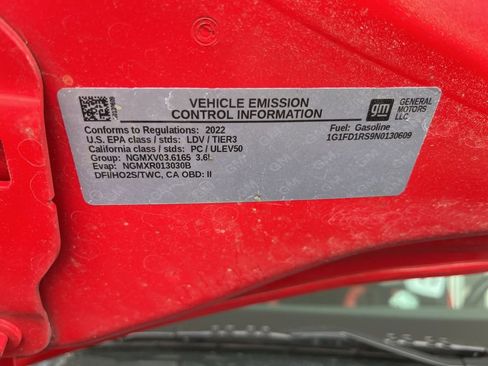 VEHICLE EMISSION
CONTROL INFORMATION
gm
GENERAL
MOTORS
LLC
Conforms to Regulations: 2022
U.S. EPA class / stds: LDV / TIER3
California class / stds: PC / ULEV50
Group: NGMXV03.6165 3.6L
Evap: NGMXR013030B
DFI/HO2S/TWC, CA OBD: II
Fuel: Gasoline
1G1FD1RS9N0130609